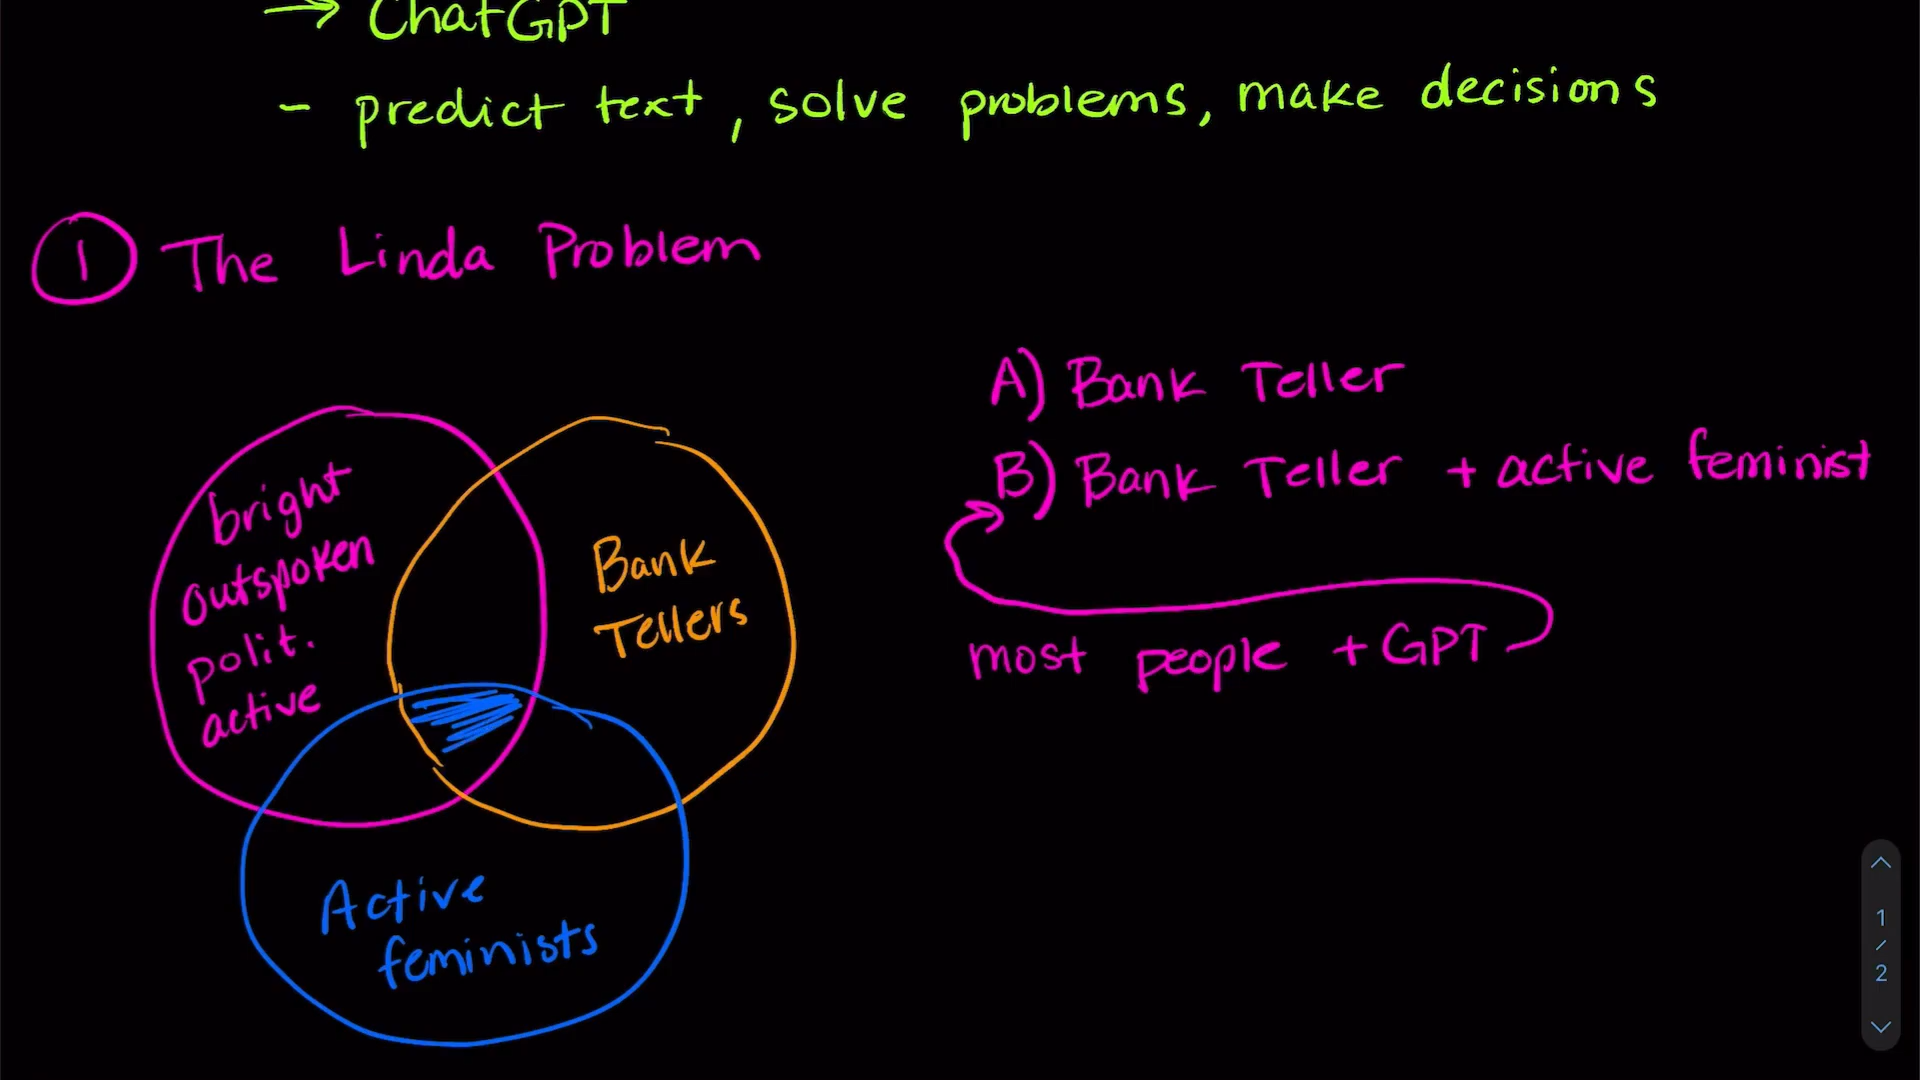 → ChatGPT
- predict text, solve problems, make decisions
1 The Linda Problem
A) Bank Teller
B) Bank Teller + active feminist
most people + GPT
bright
outspoken
polit.
active
Bank
Tellers
Active
feminists
1
/
2